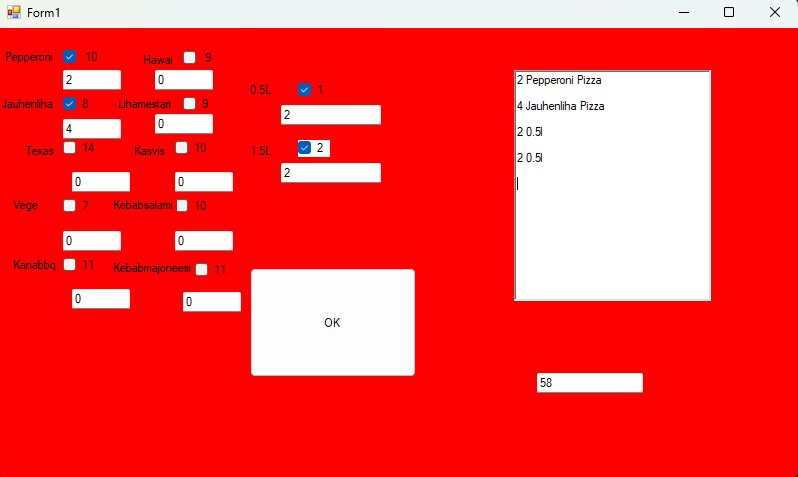 Form1
Pepperoni 10 Hawai 9
2 0
Jauhenliha 8 Lihamestari 9
4 0
Texas 14 Kasvis 10
0 0
Vege 7 Kebabsalami 10
0 0
Kanabbq 11 Kebabmajoneesi 11
0 0
0.5L 1
2
1.5L 2
2
OK
2 Pepperoni Pizza
4 Jauhenliha Pizza
2 0.5l
2 0.5l
58